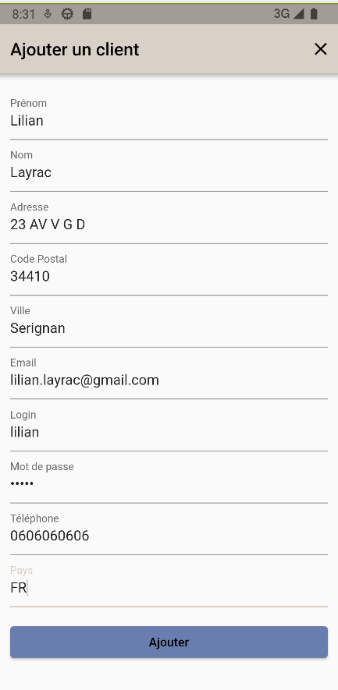 8:31 3G
Ajouter un client
Prénom
Lilian
Nom
Layrac
Adresse
23 AV V G D
Code Postal
34410
Ville
Serignan
Email
lilian.layrac@gmail.com
Login
lilian
Mot de passe
•••••
Téléphone
0606060606
Pays
FR
Ajouter